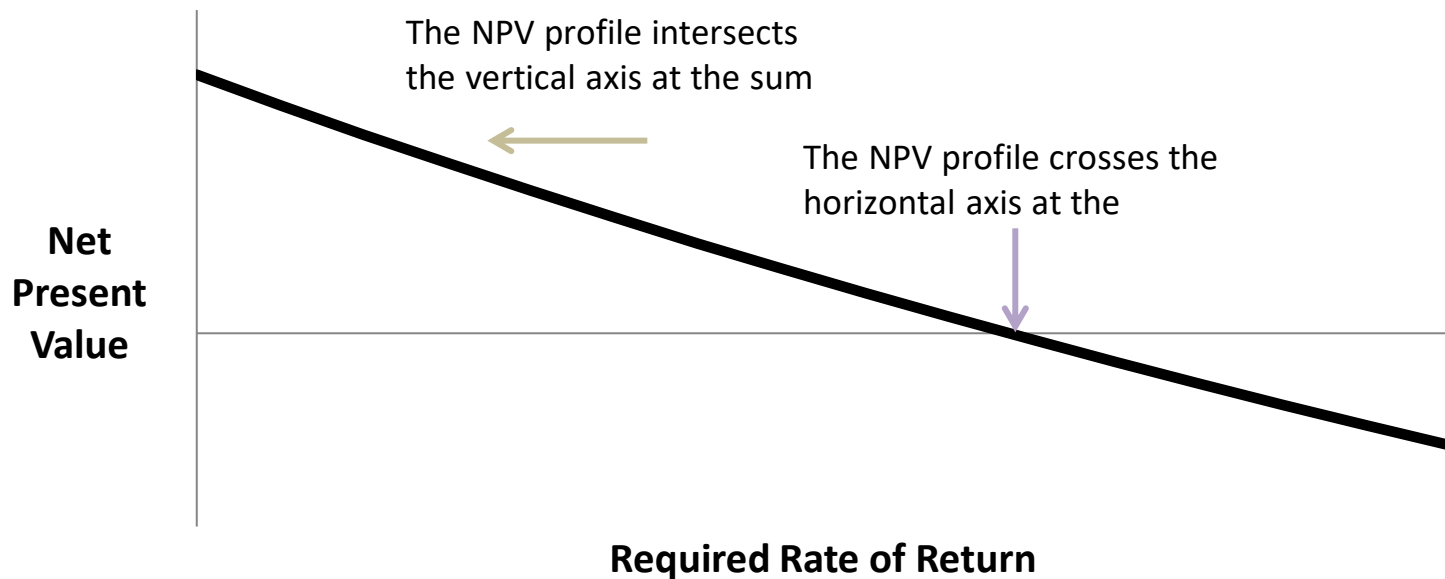 The NPV profile intersects
the vertical axis at the sum
The NPV profile crosses the
horizontal axis at the
Net
Present
Value
Required Rate of Return